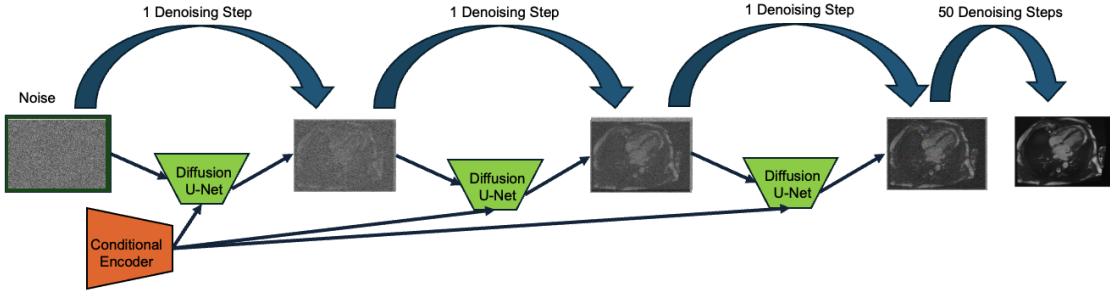 1 Denoising Step
1 Denoising Step
1 Denoising Step
50 Denoising Steps
Noise
Diffusion
U-Net
Diffusion
U-Net
Diffusion
U-Net
Conditional
Encoder